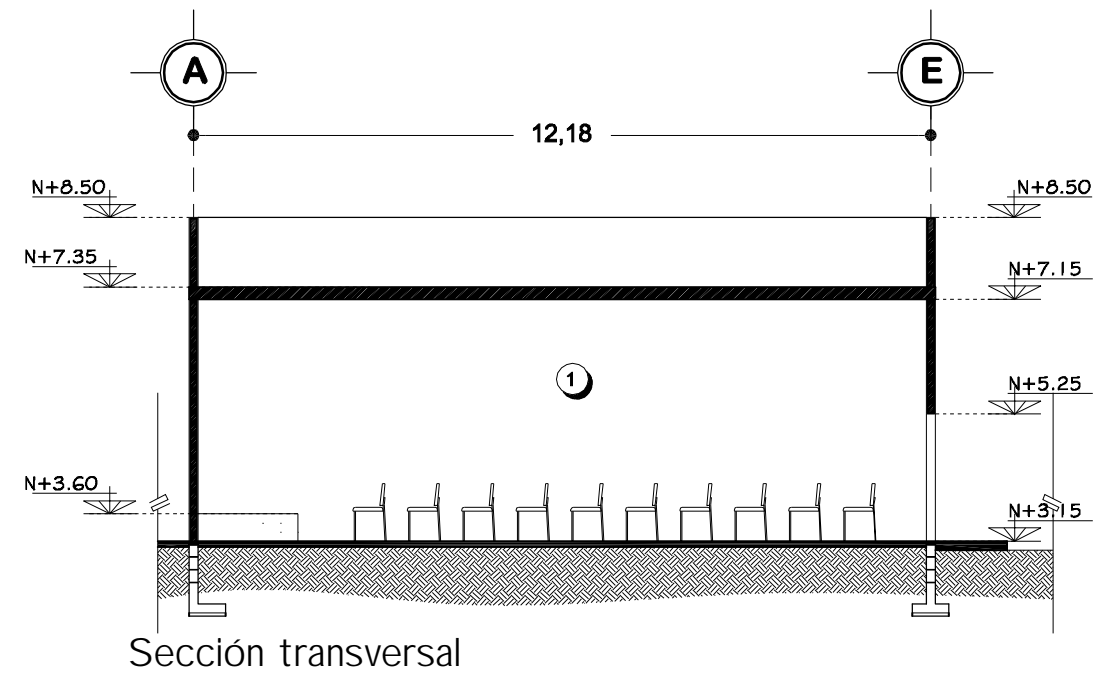 A
E
12,18
N+8.50
N+8.50
N+7.35
N+7.15
1
N+5.25
N+3.60
N+3.15
Sección transversal